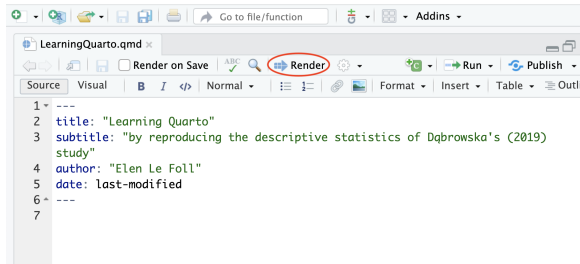 Go to file/function Addins
LearningQuarto.qmd
Render on Save ABC Render Run Publish
Source Visual B I </> Normal Format Insert Table Outl
1 ---
2 title: "Learning Quarto"
3 subtitle: "by reproducing the descriptive statistics of Dąbrowska's (2019)
study"
4 author: "Elen Le Foll"
5 date: last-modified
6 ---
7